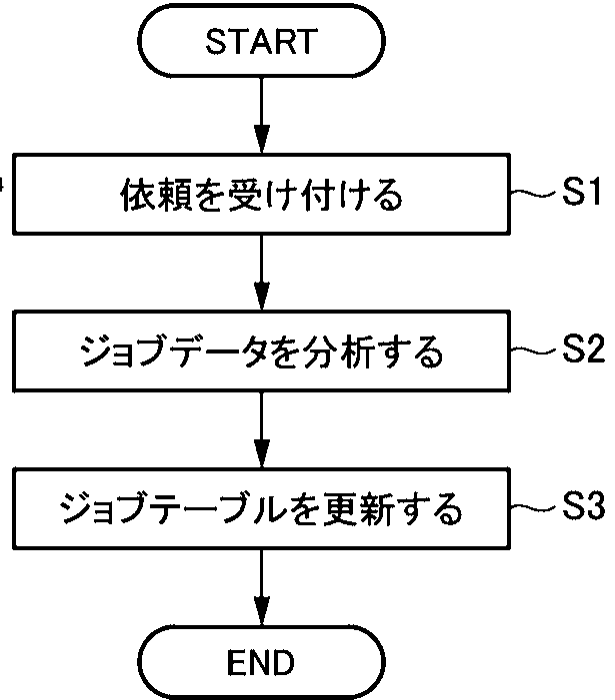 START
依頼を受け付ける
S1
ジョブデータを分析する
S2
ジョブテーブルを更新する
S3
END